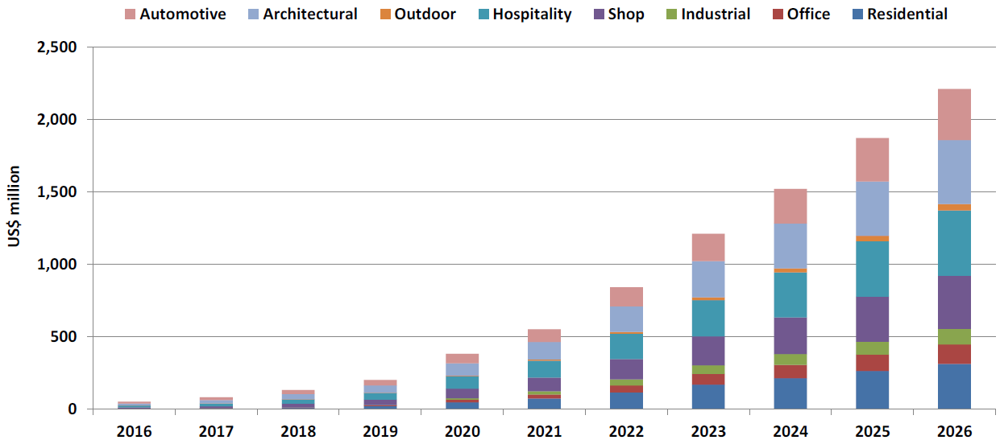 Automotive Architectural Outdoor Hospitality Shop Industrial Office Residential
2,500
2,000
1,500
1,000
500
0
US$ million
2016 2017 2018 2019 2020 2021 2022 2023 2024 2025 2026